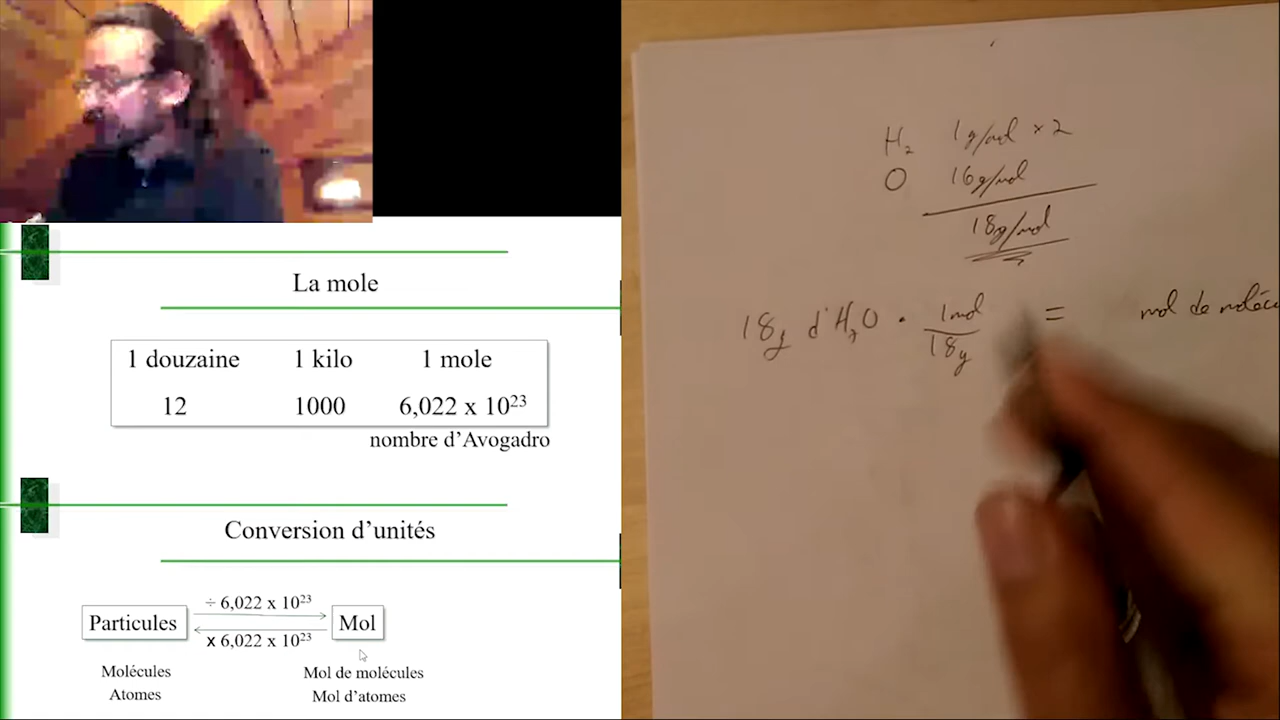 La mole
1 douzaine 1 kilo 1 mole
12 1000 6,022 x 10²³
nombre d'Avogadro
Conversion d'unités
÷ 6,022 x 10²³
Particules Mol
x 6,022 x 10²³
Molécules Mol de molécules
Atomes Mol d'atomes
H₂ 1g/mol × 2
O 16g/mol
18g/mol
18g d'H₂O · 1mol = mol de moléc
18g